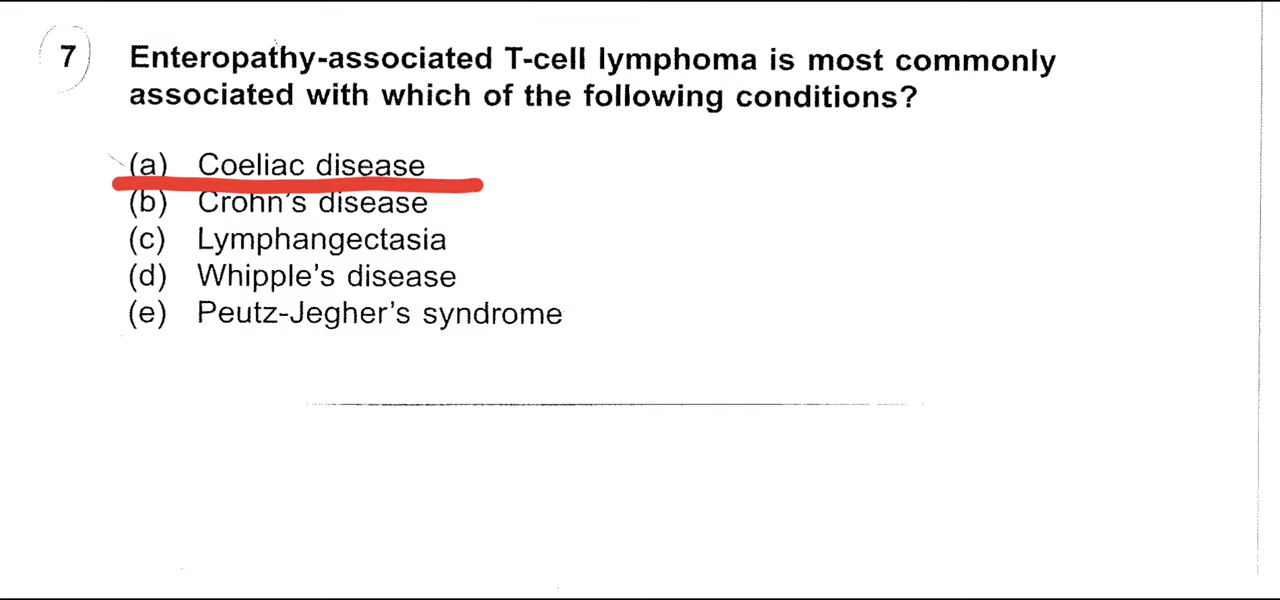 7 Enteropathy-associated T-cell lymphoma is most commonly
associated with which of the following conditions?
(a) Coeliac disease
(b) Crohn's disease
(c) Lymphangectasia
(d) Whipple's disease
(e) Peutz-Jegher's syndrome